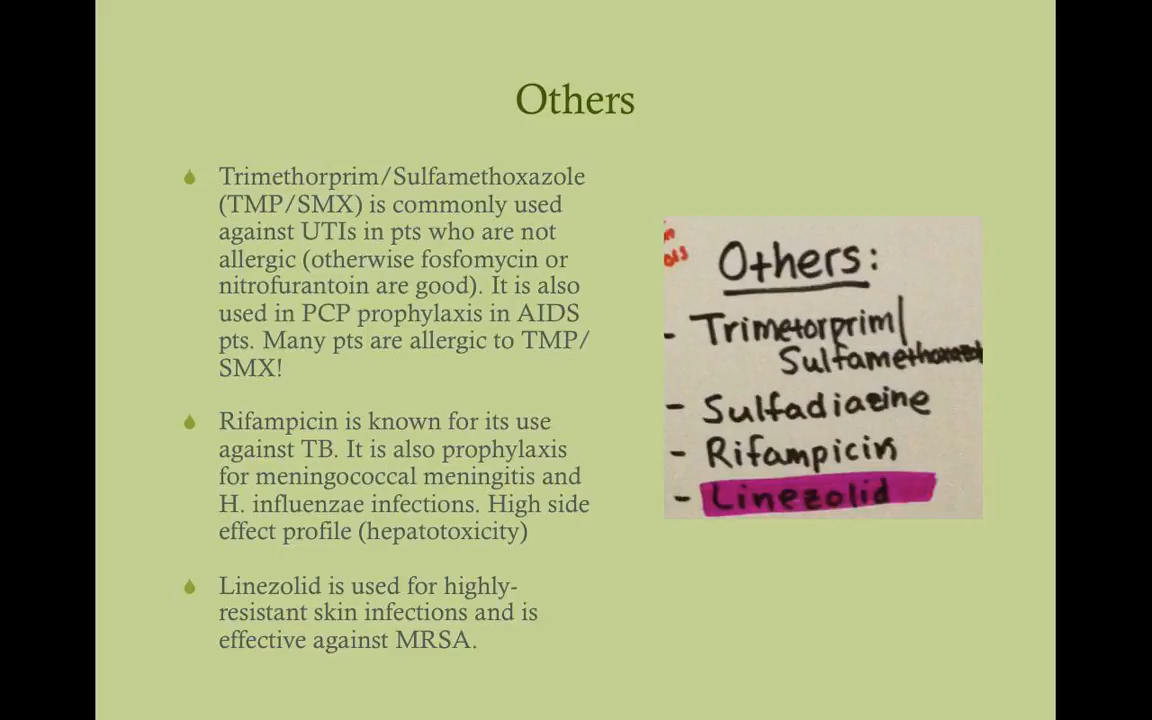 Others
Trimethorprim/Sulfamethoxazole
(TMP/SMX) is commonly used
against UTIs in pts who are not
allergic (otherwise fosfomycin or
nitrofurantoin are good). It is also
used in PCP prophylaxis in AIDS
pts. Many pts are allergic to TMP/
SMX!
Rifampicin is known for its use
against TB. It is also prophylaxis
for meningococcal meningitis and
H. influenzae infections. High side
effect profile (hepatotoxicity)
Linezolid is used for highly-
resistant skin infections and is
effective against MRSA.
Others:
- Trimetorprim/
Sulfamethoxazol
- Sulfadiazine
- Rifampicin
- Linezolid